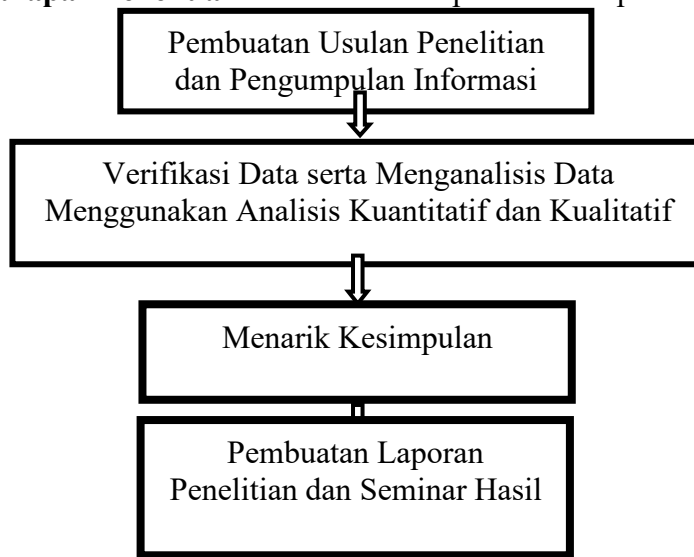 Pembuatan Usulan Penelitian
dan Pengumpulan Informasi
Verifikasi Data serta Menganalisis Data
Menggunakan Analisis Kuantitatif dan Kualitatif
Menarik Kesimpulan
Pembuatan Laporan
Penelitian dan Seminar Hasil